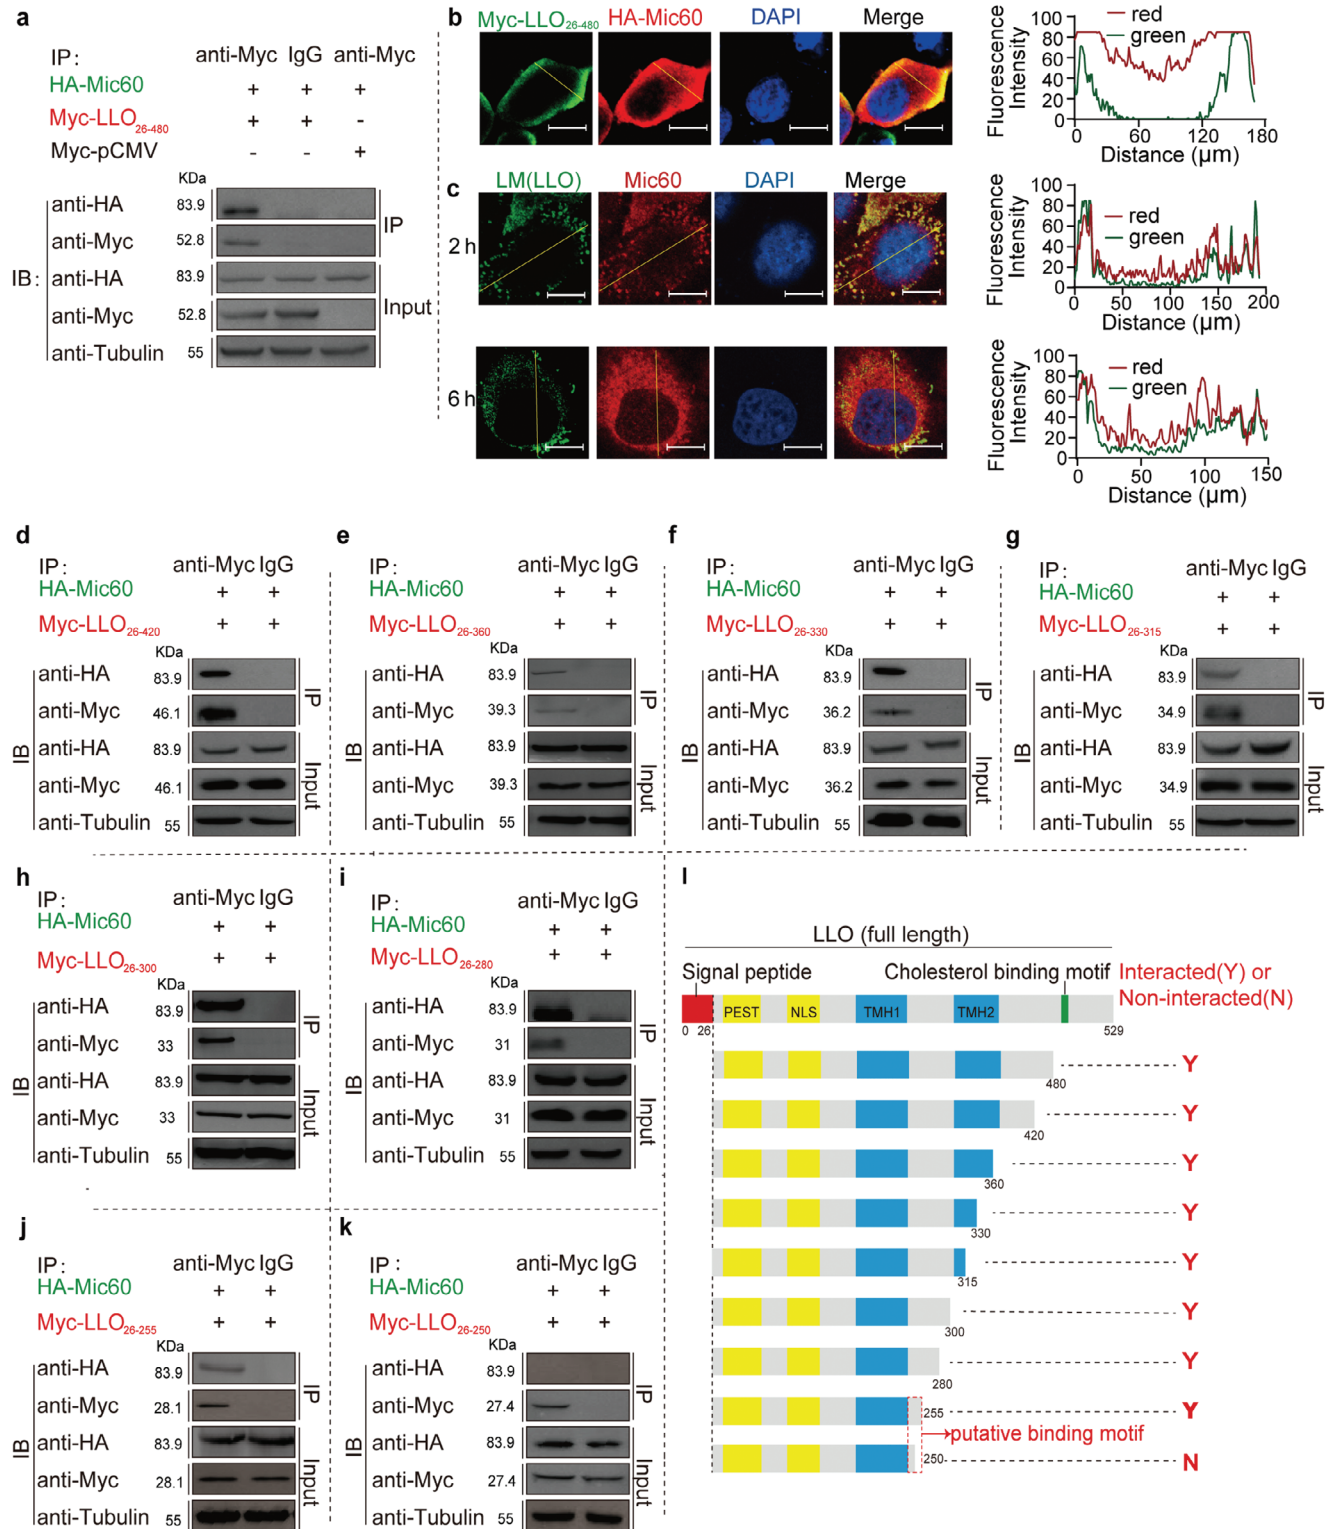 a
IP :
anti-Myc IgG anti-Myc
HA-Mic60 + + +
Myc-LLO26-480 + + -
Myc-pCMV - - +
KDa
IB :
anti-HA 83.9
anti-Myc 52.8
IP
anti-HA 83.9
anti-Myc 52.8
anti-Tubulin 55
Input
b
Myc-LLO26-480 HA-Mic60 DAPI Merge
Fluorescence
Intensity
100
80
60
40
20
0
red
green
0 60 120 180
Distance (μm)
c
LM(LLO) Mic60 DAPI Merge
2 h
Fluorescence
Intensity
100
80
60
40
20
0
red
green
0 50 100 150 200
Distance (μm)
6 h
Fluorescence
Intensity
100
80
60
40
20
0
red
green
0 50 100 150
Distance (μm)
d
IP :
anti-Myc IgG
HA-Mic60 + +
Myc-LLO26-420 + +
KDa
IB
anti-HA 83.9
anti-Myc 46.1
IP
anti-HA 83.9
anti-Myc 46.1
anti-Tubulin 55
Input
e
IP :
anti-Myc IgG
HA-Mic60 + +
Myc-LLO26-360 + +
KDa
IB
anti-HA 83.9
anti-Myc 39.3
IP
anti-HA 83.9
anti-Myc 39.3
anti-Tubulin 55
Input
f
IP :
anti-Myc IgG
HA-Mic60 + +
Myc-LLO26-330 + +
KDa
IB
anti-HA 83.9
anti-Myc 36.2
IP
anti-HA 83.9
anti-Myc 36.2
anti-Tubulin 55
Input
g
IP :
anti-Myc IgG
HA-Mic60 + +
Myc-LLO26-315 + +
KDa
IB
anti-HA 83.9
anti-Myc 34.9
IP
anti-HA 83.9
anti-Myc 34.9
anti-Tubulin 55
Input
h
IP :
anti-Myc IgG
HA-Mic60 + +
Myc-LLO26-300 + +
KDa
IB
anti-HA 83.9
anti-Myc 33
IP
anti-HA 83.9
anti-Myc 33
anti-Tubulin 55
Input
i
IP :
anti-Myc IgG
HA-Mic60 + +
Myc-LLO26-280 + +
KDa
IB
anti-HA 83.9
anti-Myc 31
IP
anti-HA 83.9
anti-Myc 31
anti-Tubulin 55
Input
j
IP :
anti-Myc IgG
HA-Mic60 + +
Myc-LLO26-255 + +
KDa
IB
anti-HA 83.9
anti-Myc 28.1
IP
anti-HA 83.9
anti-Myc 28.1
anti-Tubulin 55
Input
k
IP :
anti-Myc IgG
HA-Mic60 + +
Myc-LLO26-250 + +
KDa
IB
anti-HA 83.9
anti-Myc 27.4
IP
anti-HA 83.9
anti-Myc 27.4
anti-Tubulin 55
Input
l
LLO (full length)
Signal peptide Cholesterol binding motif Interacted(Y) or
Non-interacted(N)
PEST NLS TMH1 TMH2
0 26 529
480 Y
420 Y
360 Y
330 Y
315 Y
300 Y
280 Y
255 Y
putative binding motif
250 N